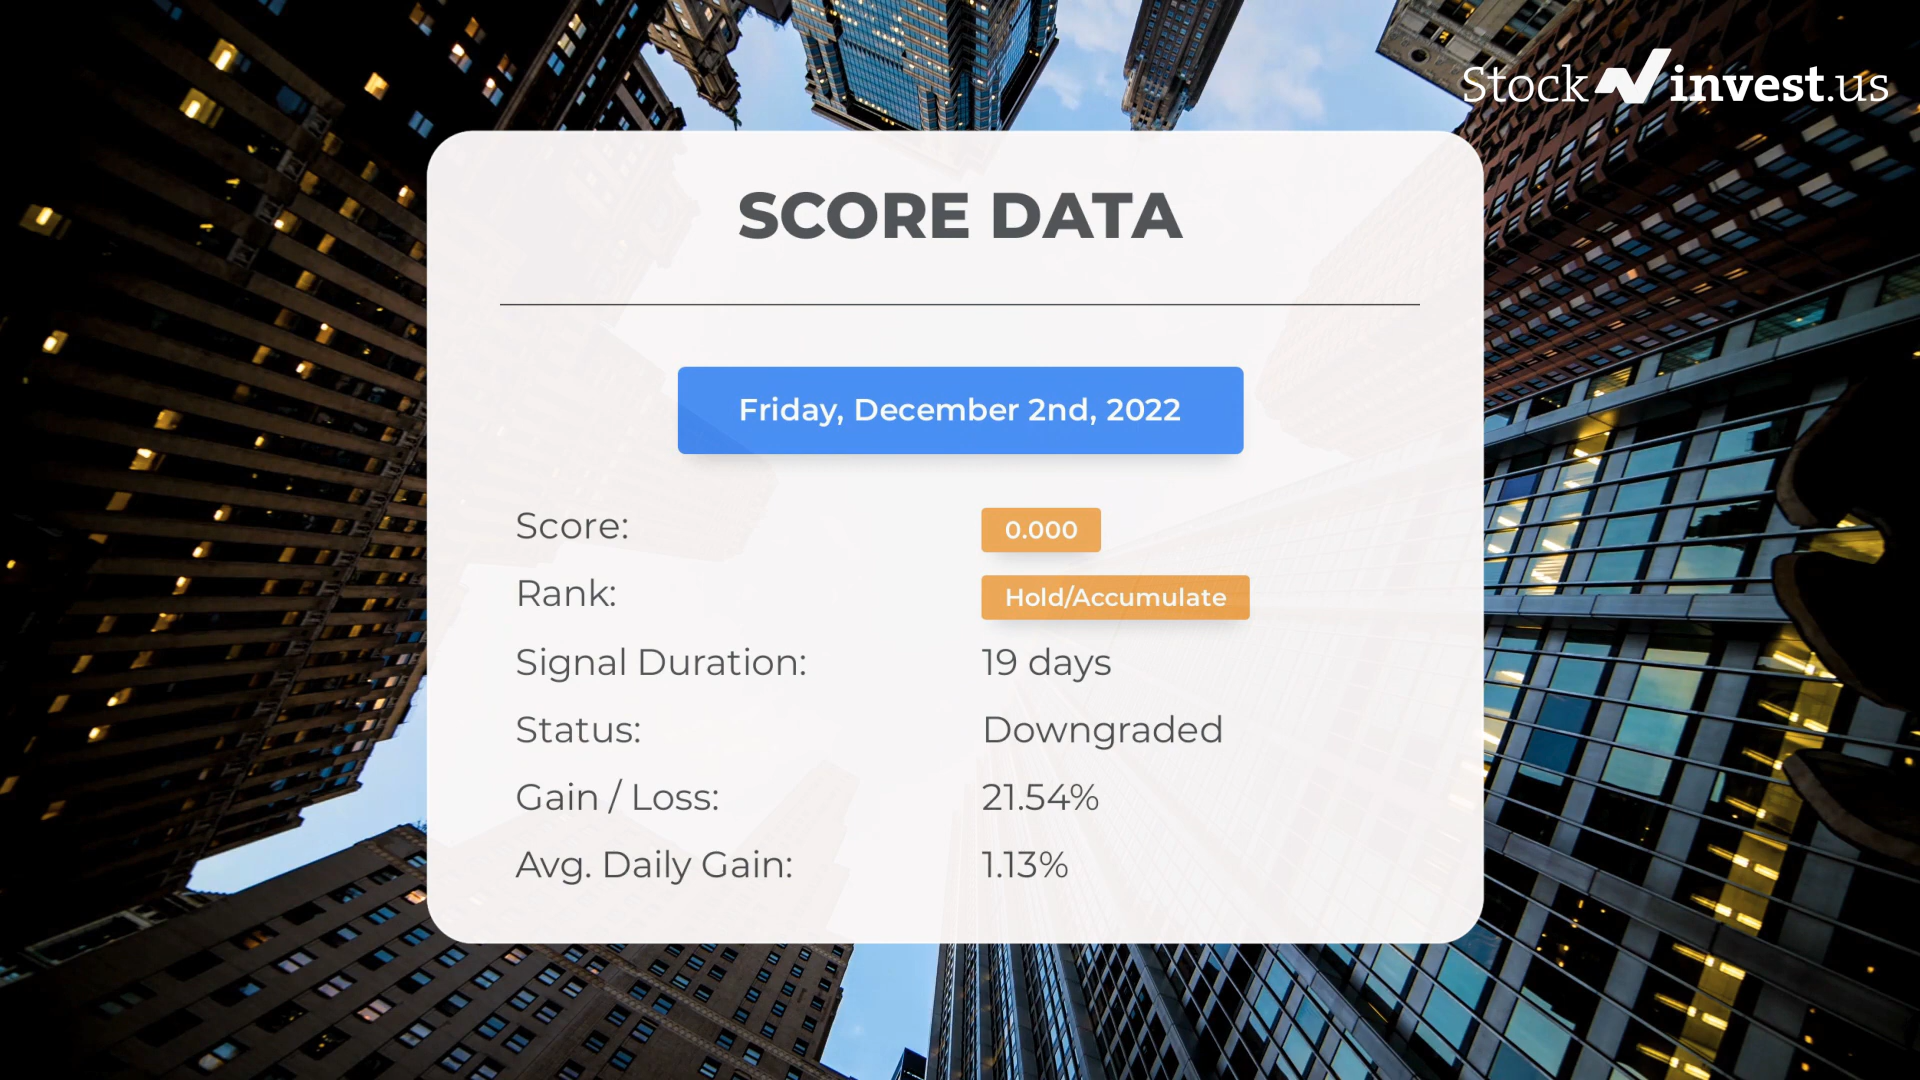 Stock invest.us
SCORE DATA
Friday, December 2nd, 2022
Score: 0.000
Rank: Hold/Accumulate
Signal Duration: 19 days
Status: Downgraded
Gain / Loss: 21.54%
Avg. Daily Gain: 1.13%